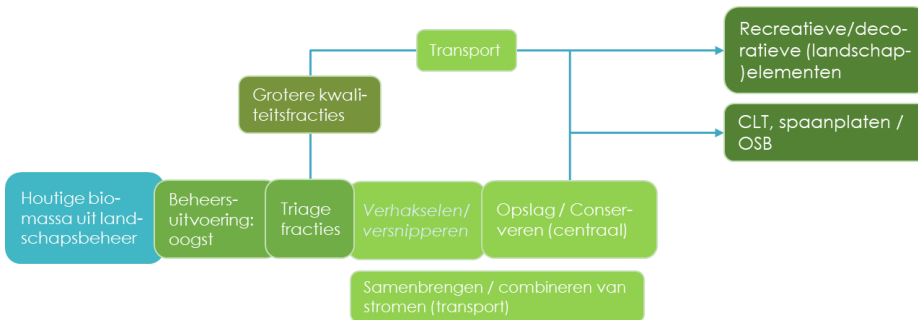 Transport
Recreatieve/deco-
ratieve (landschap-
)elementen
Grotere kwali-
teitsfracties
CLT, spaanplaten /
OSB
Houtige bio-
massa uit land-
schapsbeheer
Beheers-
uitvoering:
oogst
Triage
fracties
Verhakselen/
versnipperen
Opslag / Conser-
veren (centraal)
Samenbrengen / combineren van
stromen (transport)